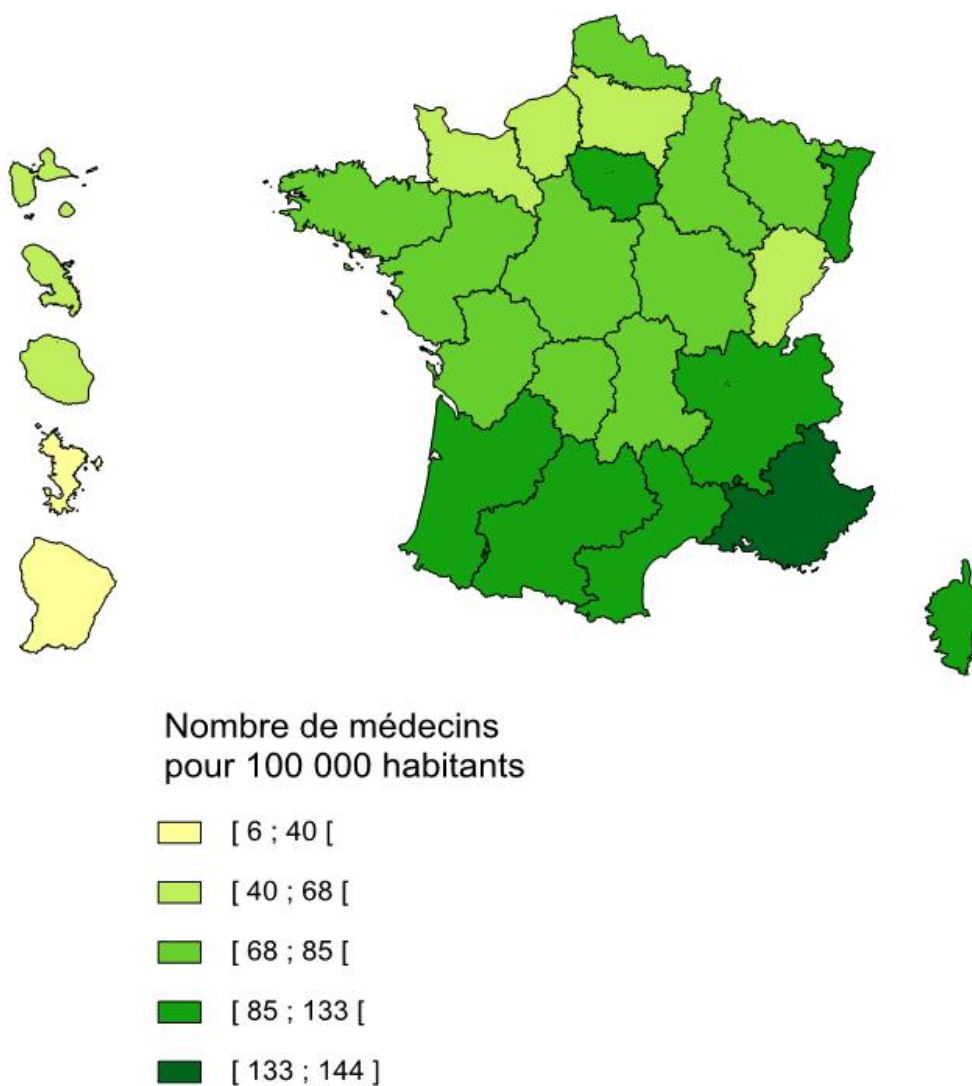 Nombre de médecins
pour 100 000 habitants
[ 6 ; 40 [
[ 40 ; 68 [
[ 68 ; 85 [
[ 85 ; 133 [
[ 133 ; 144 ]